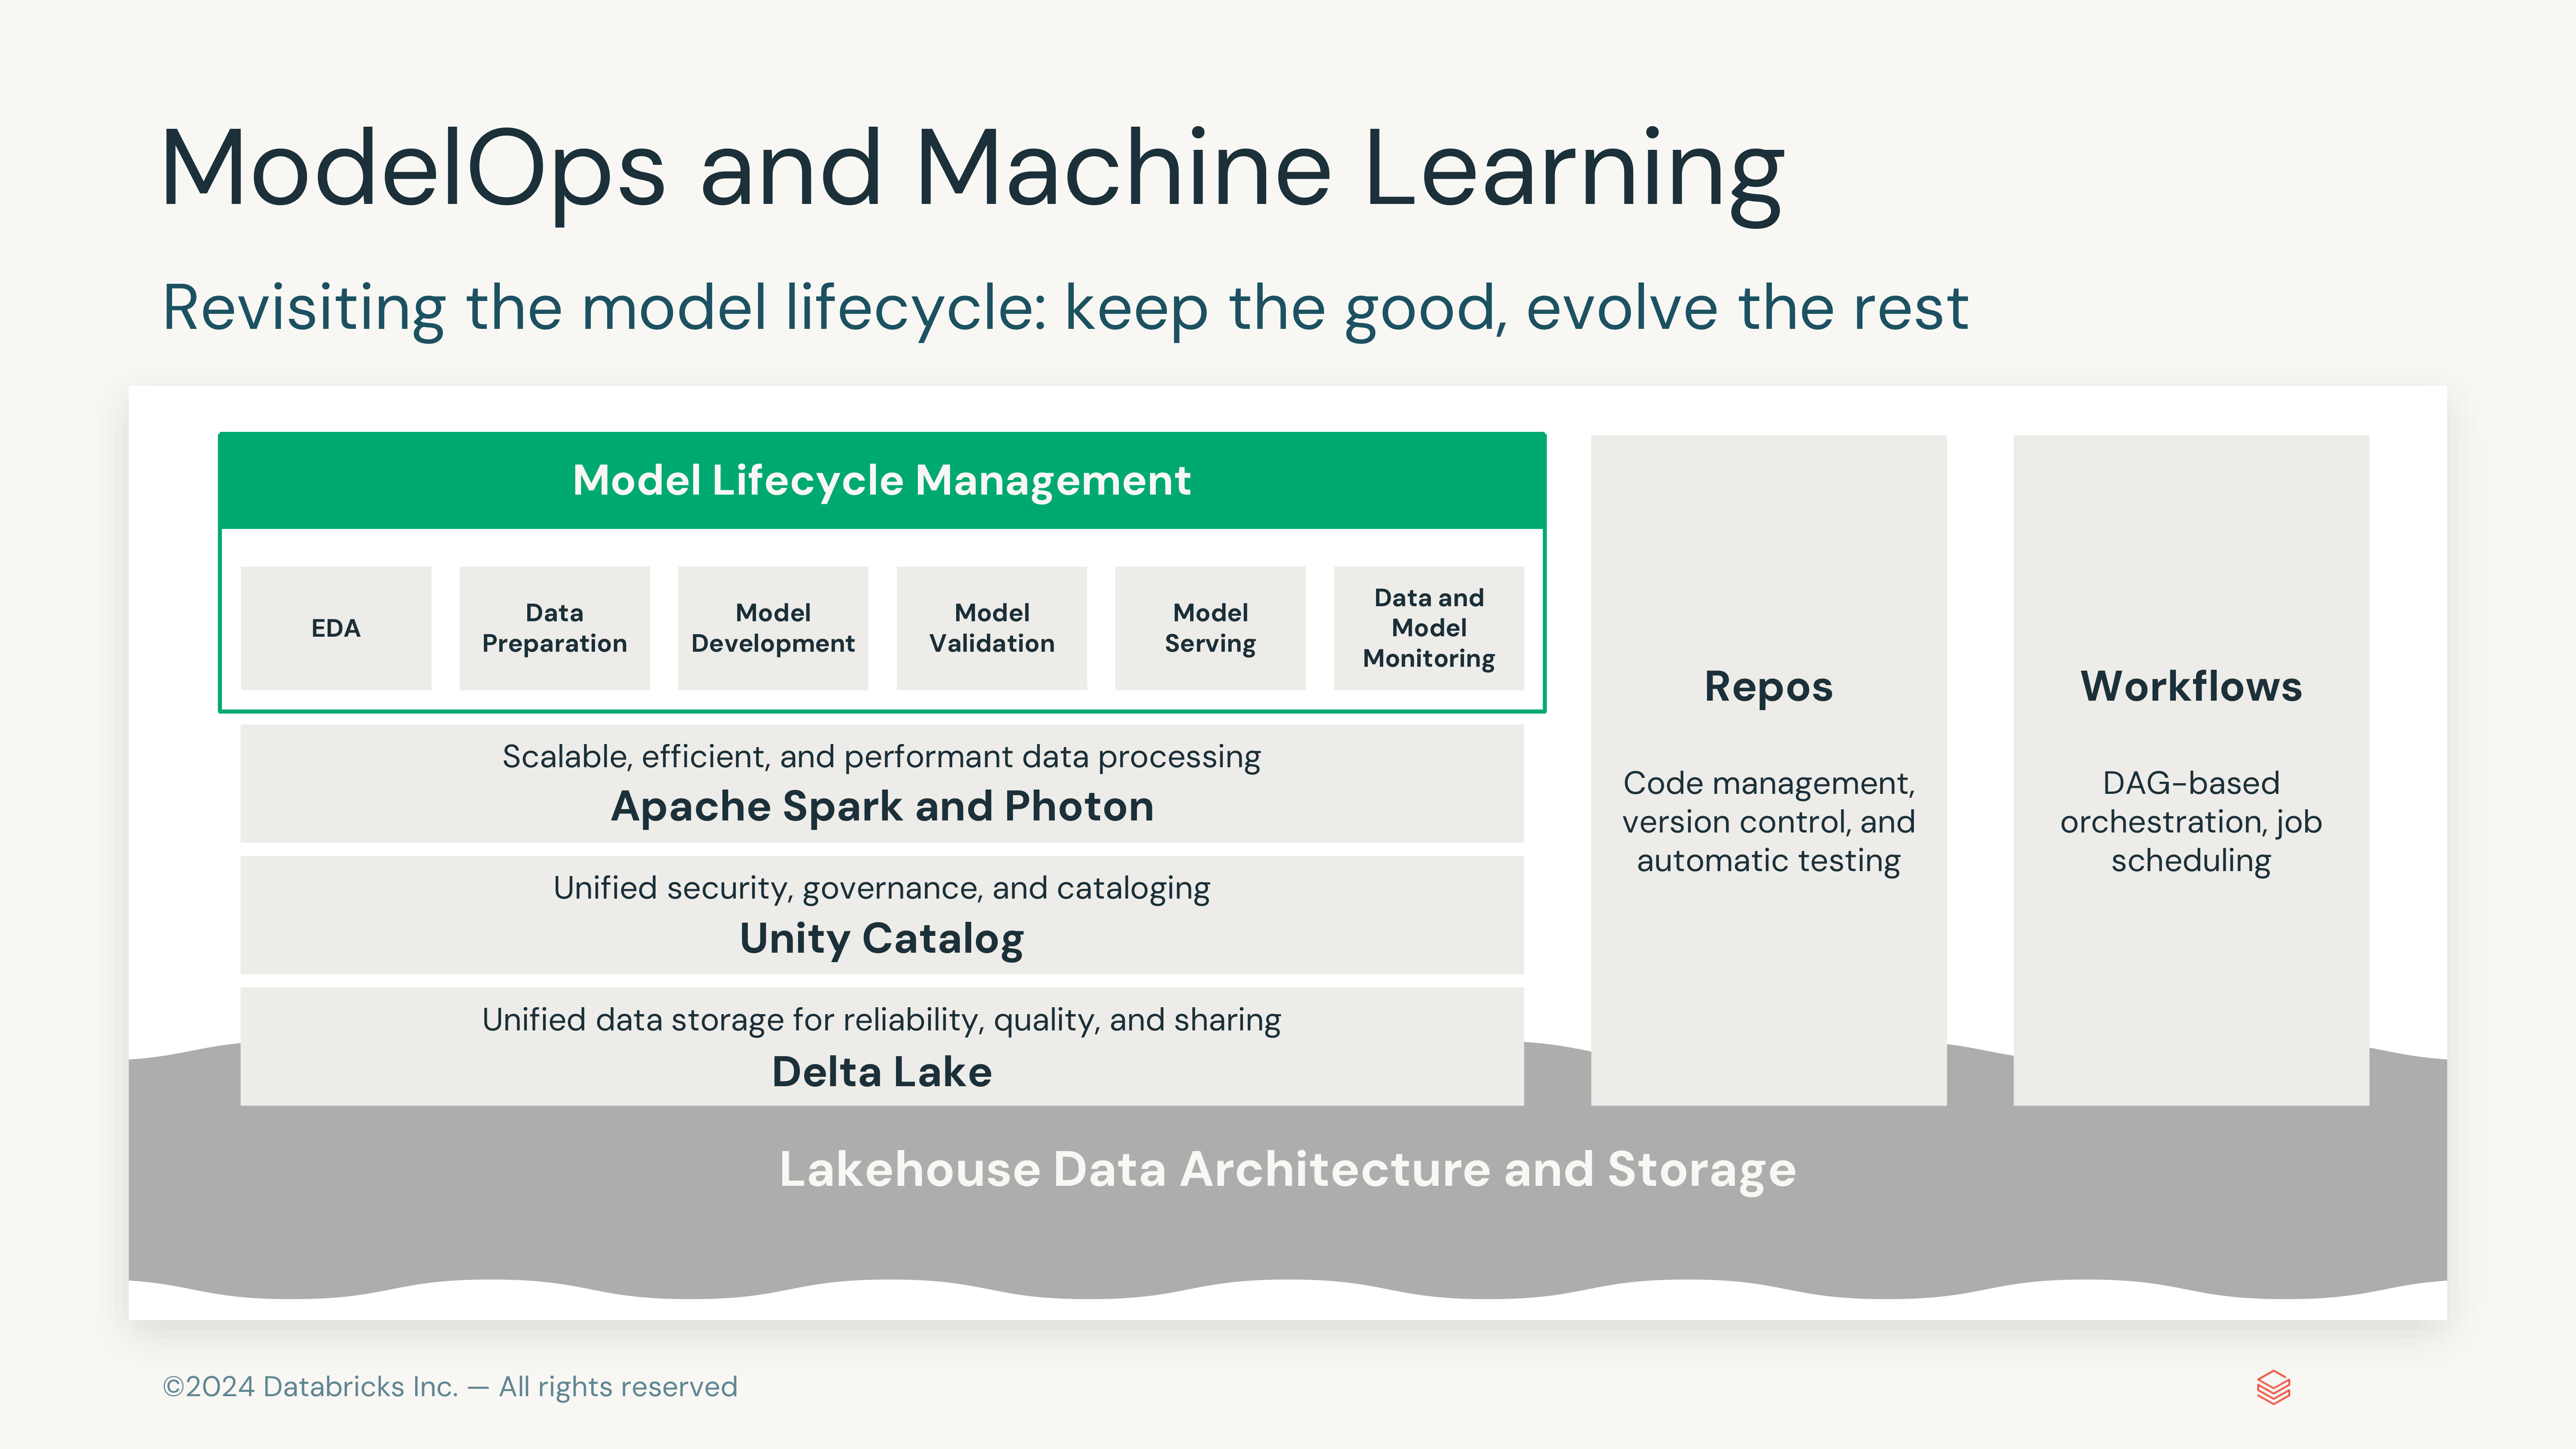 ModelOps and Machine Learning
Revisiting the model lifecycle: keep the good, evolve the rest
Model Lifecycle Management
EDA
Data
Preparation
Model
Development
Model
Validation
Model
Serving
Data and
Model
Monitoring
Scalable, efficient, and performant data processing
Apache Spark and Photon
Unified security, governance, and cataloging
Unity Catalog
Unified data storage for reliability, quality, and sharing
Delta Lake
Repos
Code management,
version control, and
automatic testing
Workflows
DAG-based
orchestration, job
scheduling
Lakehouse Data Architecture and Storage
©2024 Databricks Inc. — All rights reserved